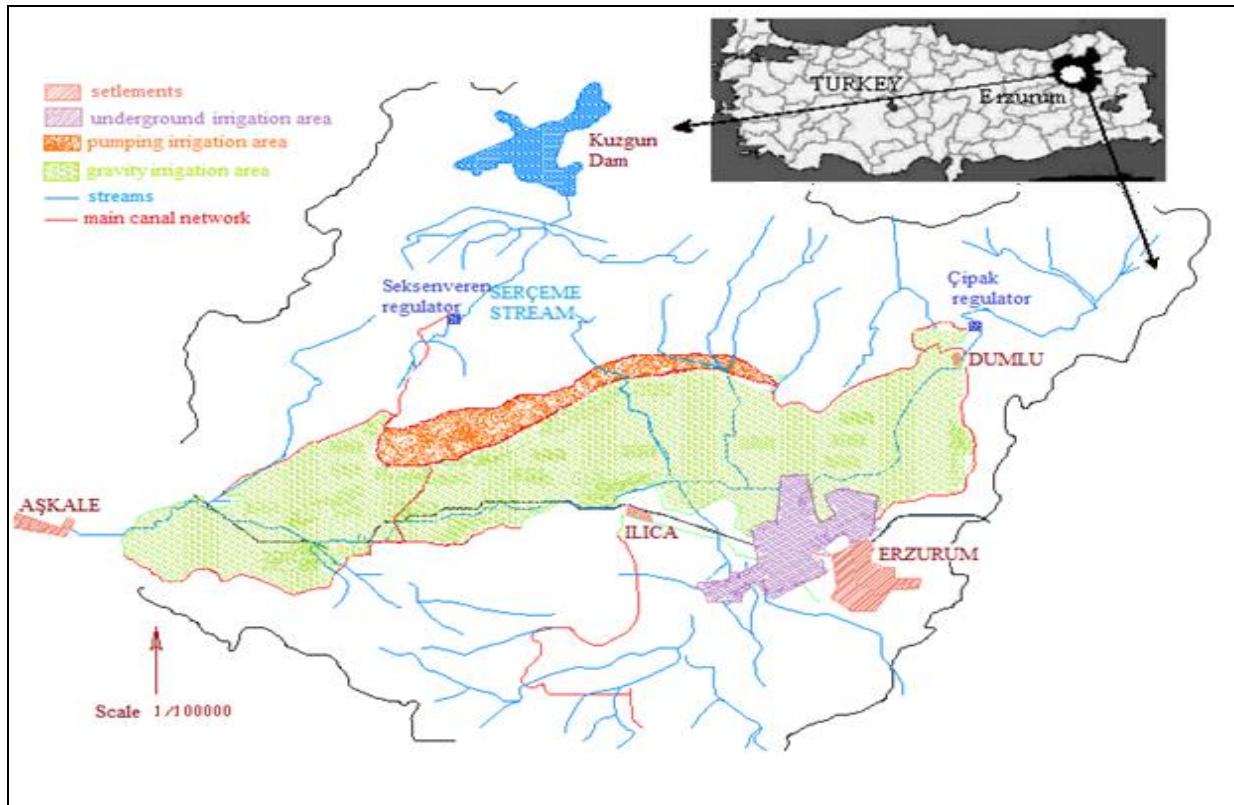 setlements
underground irrigation area
pumping irrigation area
gravity irrigation area
streams
main canal network
Kuzgun
Dam
TURKEY
Erzurum
Seksenveren
regulator
SERÇEME
STREAM
Çipak
regulator
DUMLU
AŞKALE
ILICA
ERZURUM
Scale 1/100000